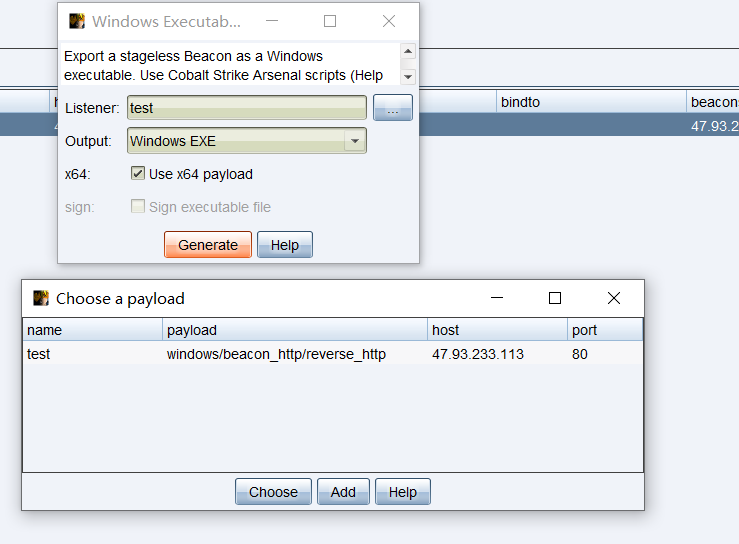 Windows Executab...
Export a stageless Beacon as a Windows
executable. Use Cobalt Strike Arsenal scripts (Help
bindto
beacons
Listener: test ...
47.93.2
Output: Windows EXE
x64: Use x64 payload
sign: Sign executable file
Generate Help
Choose a payload
name payload host port
test windows/beacon_http/reverse_http 47.93.233.113 80
Choose Add Help